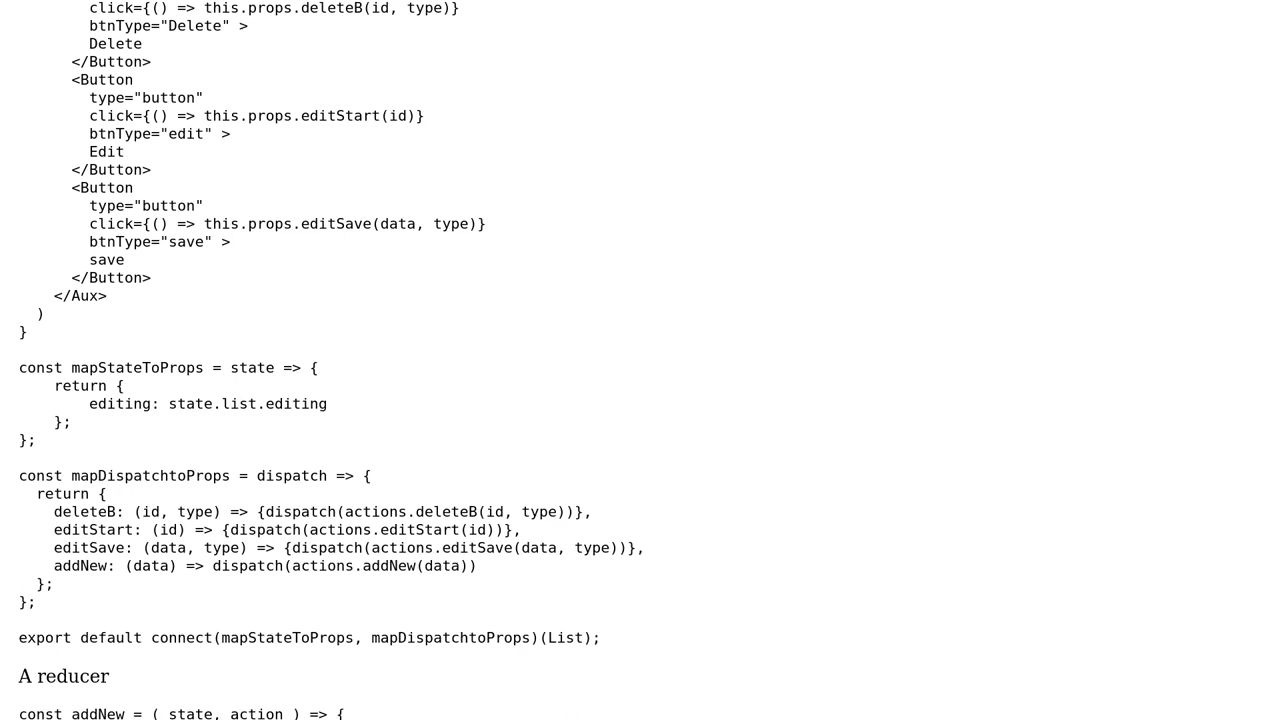 click={() => this.props.deleteB(id, type)}
        btnType="Delete" >
        Delete
      </Button>
      <Button
        type="button"
        click={() => this.props.editStart(id)}
        btnType="edit" >
        Edit
      </Button>
      <Button
        type="button"
        click={() => this.props.editSave(data, type)}
        btnType="save" >
        save
      </Button>
    </Aux>
  )
}

const mapStateToProps = state => {
    return {
        editing: state.list.editing
    };
};

const mapDispatchtoProps = dispatch => {
  return {
    deleteB: (id, type) => {dispatch(actions.deleteB(id, type))},
    editStart: (id) => {dispatch(actions.editStart(id))},
    editSave: (data, type) => {dispatch(actions.editSave(data, type))},
    addNew: (data) => dispatch(actions.addNew(data))
  };
};

export default connect(mapStateToProps, mapDispatchtoProps)(List);

A reducer

const addNew = ( state, action ) => {